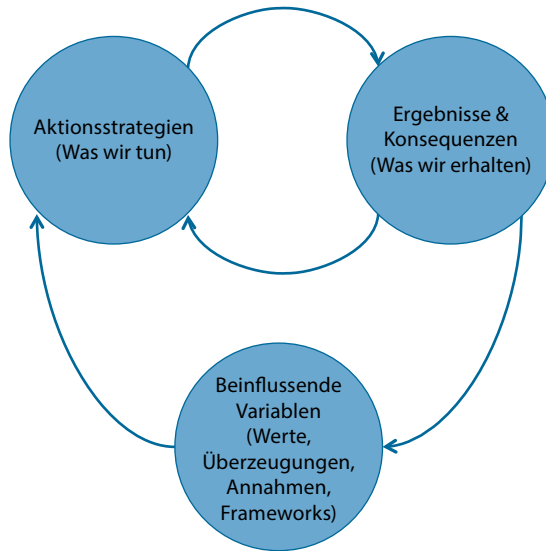 Aktionsstrategien
(Was wir tun)
Ergebnisse &
Konsequenzen
(Was wir erhalten)
Beinflussende
Variablen
(Werte,
Überzeugungen,
Annahmen,
Frameworks)